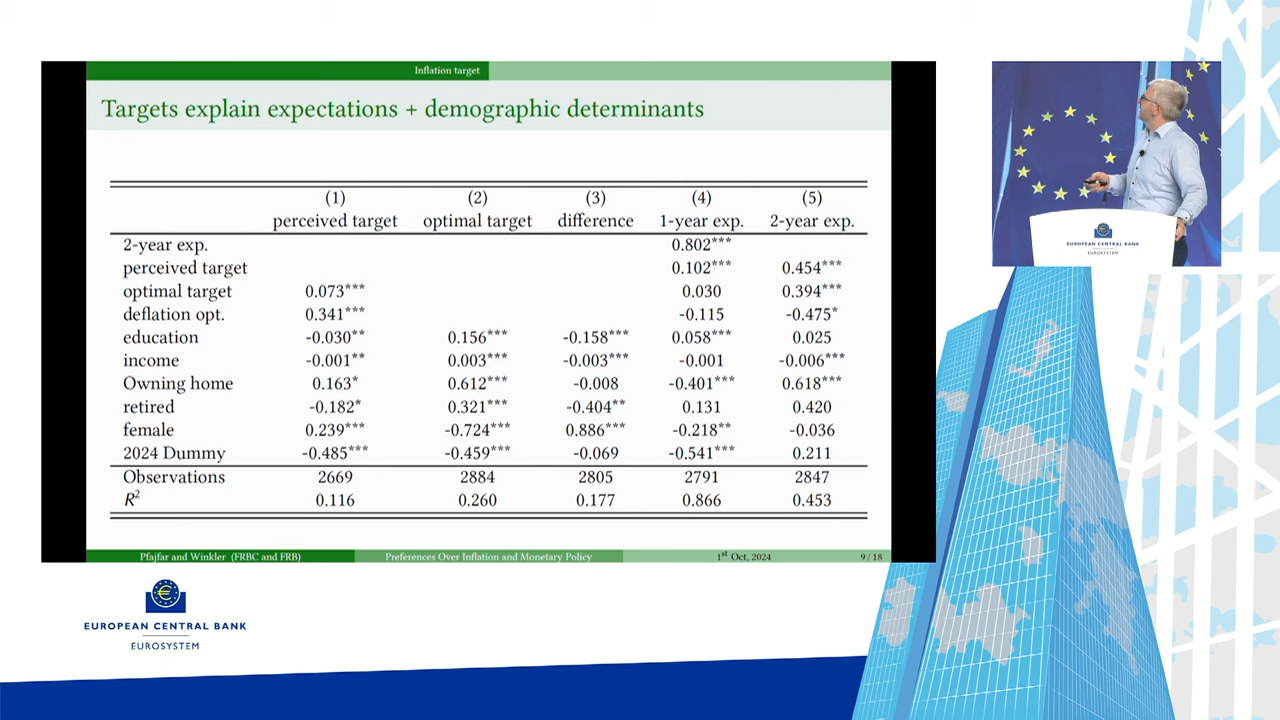 Inflation target
Targets explain expectations + demographic determinants
(1) (2) (3) (4) (5)
perceived target optimal target difference 1-year exp. 2-year exp.
2-year exp. 0.802***
perceived target 0.102*** 0.454***
optimal target 0.073*** 0.030 0.394***
deflation opt. 0.341*** -0.115 -0.475*
education -0.030** 0.156*** -0.158*** 0.058*** 0.025
income -0.001** 0.003*** -0.003*** -0.001 -0.006***
Owning home 0.163* 0.612*** -0.008 -0.401*** 0.618***
retired -0.182* 0.321*** -0.404** 0.131 0.420
female 0.239*** -0.724*** 0.886*** -0.218** -0.036
2024 Dummy -0.485*** -0.459*** -0.069 -0.541*** 0.211
Observations 2669 2884 2805 2791 2847
R² 0.116 0.260 0.177 0.866 0.453
Pfajfar and Winkler (FRBC and FRB) Preferences Over Inflation and Monetary Policy 1st Oct, 2024 9 / 18
EUROPEAN CENTRAL BANK
EUROSYSTEM
EUROPEAN CENTRAL BANK
EUROSYSTEM